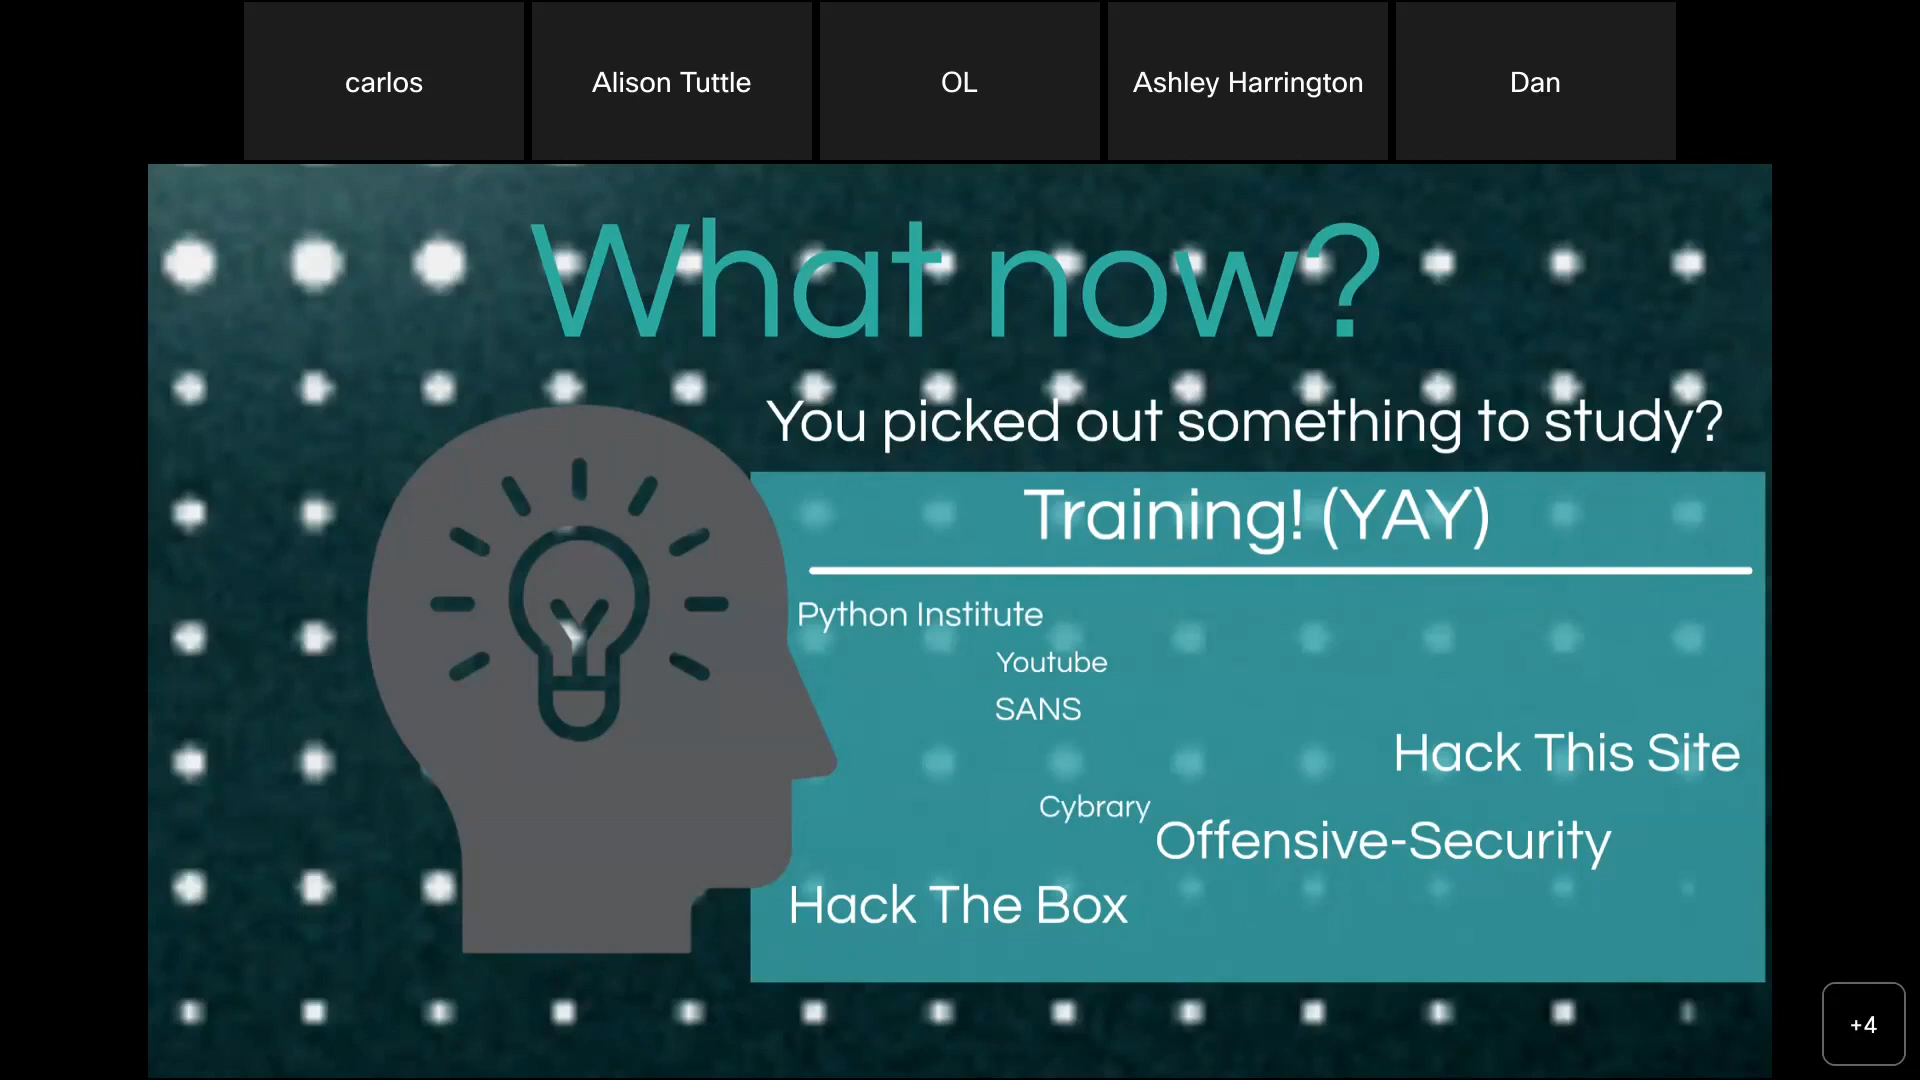 carlos
Alison Tuttle
OL
Ashley Harrington
Dan
What now?
You picked out something to study?
Training! (YAY)
Python Institute
Youtube
SANS
Hack This Site
Cybrary
Offensive-Security
Hack The Box
+4